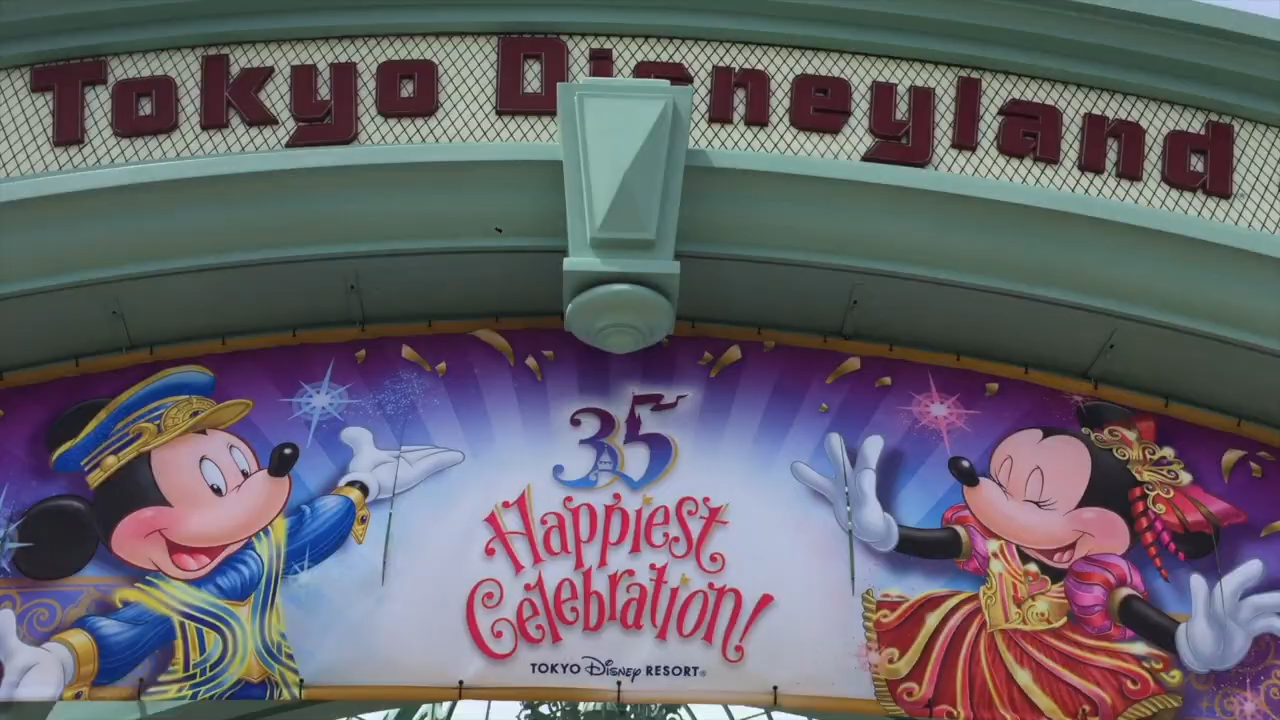 Tokyo Disneyland
35
Happiest
Celebration!
TOKYO Disney RESORT®